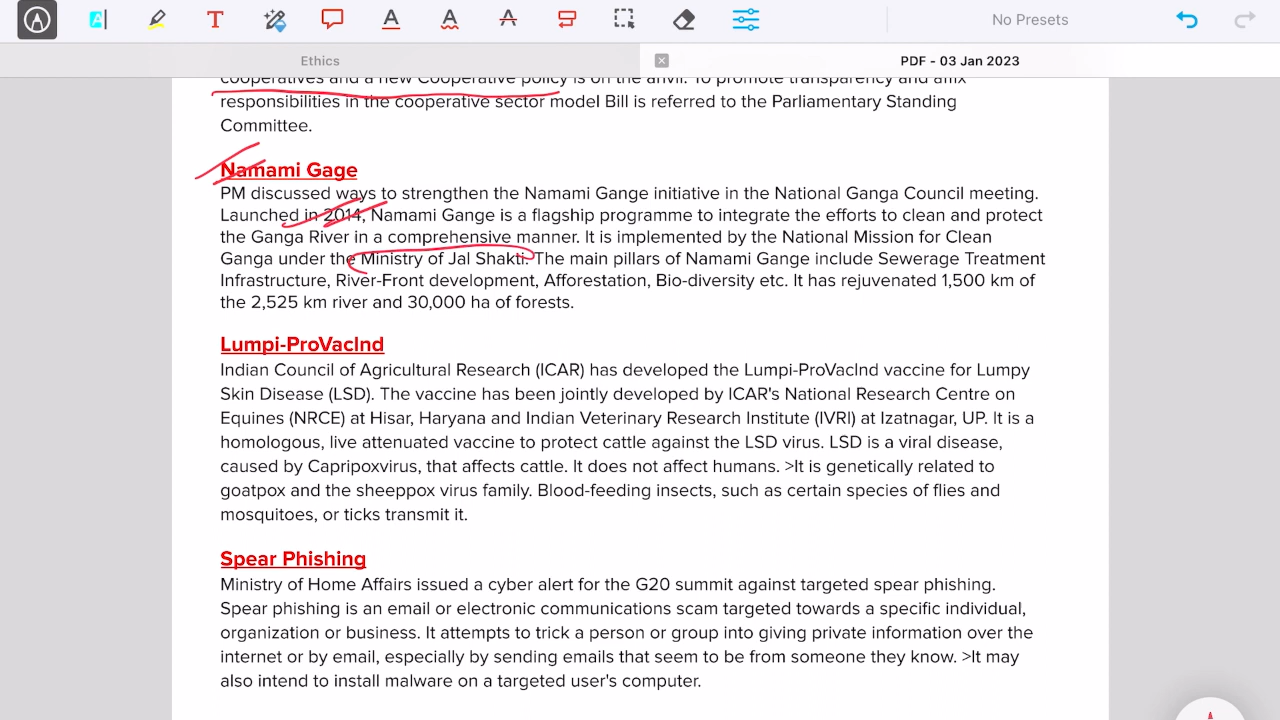 No Presets
Ethics
PDF - 03 Jan 2023
cooperatives and a new Cooperative policy is on the anvil. To promote transparency and affix
responsibilities in the cooperative sector model Bill is referred to the Parliamentary Standing
Committee.
Namami Gage
PM discussed ways to strengthen the Namami Gange initiative in the National Ganga Council meeting.
Launched in 2014, Namami Gange is a flagship programme to integrate the efforts to clean and protect
the Ganga River in a comprehensive manner. It is implemented by the National Mission for Clean
Ganga under the Ministry of Jal Shakti. The main pillars of Namami Gange include Sewerage Treatment
Infrastructure, River-Front development, Afforestation, Bio-diversity etc. It has rejuvenated 1,500 km of
the 2,525 km river and 30,000 ha of forests.
Lumpi-ProVacInd
Indian Council of Agricultural Research (ICAR) has developed the Lumpi-ProVacInd vaccine for Lumpy
Skin Disease (LSD). The vaccine has been jointly developed by ICAR's National Research Centre on
Equines (NRCE) at Hisar, Haryana and Indian Veterinary Research Institute (IVRI) at Izatnagar, UP. It is a
homologous, live attenuated vaccine to protect cattle against the LSD virus. LSD is a viral disease,
caused by Capripoxvirus, that affects cattle. It does not affect humans. >It is genetically related to
goatpox and the sheeppox virus family. Blood-feeding insects, such as certain species of flies and
mosquitoes, or ticks transmit it.
Spear Phishing
Ministry of Home Affairs issued a cyber alert for the G20 summit against targeted spear phishing.
Spear phishing is an email or electronic communications scam targeted towards a specific individual,
organization or business. It attempts to trick a person or group into giving private information over the
internet or by email, especially by sending emails that seem to be from someone they know. >It may
also intend to install malware on a targeted user's computer.